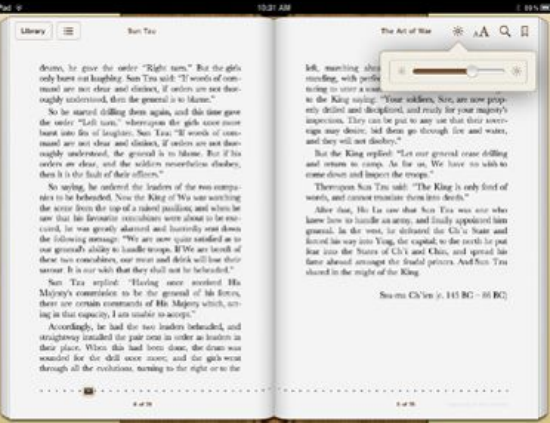 iPad
10:21 AM
89%
Library
Sun Tzu
The Art of War
AA
drums, he gave the order "Right turn." But the girls
only burst out laughing. Sun Tzu said: "If words of com-
mand are not clear and distinct, if orders are not thor-
oughly understood, then the general is to blame."
So he started drilling them again, and this time gave
the order "Left turn," whereupon the girls once more
burst into fits of laughter. Sun Tzu: "If words of com-
mand are not clear and distinct, if orders are not thor-
oughly understood, the general is to blame. But if his
orders are clear, and the soldiers nevertheless disobey,
then it is the fault of their officers."
So saying, he ordered the leaders of the two compa-
nies to be beheaded. Now the King of Wu was watching
the scene from the top of a raised pavilion; and when he
saw that his favourite concubines were about to be exe-
cuted, he was greatly alarmed and hurriedly sent down
the following message: "We are now quite satisfied as to
our general's ability to handle troops. If We are bereft of
these two concubines, our meat and drink will lose their
savour. It is our wish that they shall not be beheaded."
Sun Tzu replied: "Having once received His
Majesty's commission to be the general of his forces,
there are certain commands of His Majesty which, act-
ing in that capacity, I am unable to accept."
Accordingly, he had the two leaders beheaded, and
straightway installed the pair next in order as leaders in
their place. When this had been done, the drum was
sounded for the drill once more; and the girls went
through all the evolutions, turning to the right or to the
left, marching
standing, with
turing to utter a
to the King saying: "Your soldiers, Sire, are now prop-
erly drilled and disciplined, and ready for your majesty's
inspection. They can be put to any use that their sover-
eign may desire; bid them go through fire and water,
and they will not disobey."
But the King replied: "Let our general cease drilling
and return to camp. As for us, We have no wish to
come down and inspect the troops."
Thereupon Sun Tzu said: "The King is only fond of
words, and cannot translate them into deeds."
After that, Ho Lu saw that Sun Tzu was one who
knew how to handle an army, and finally appointed him
general. In the west, he defeated the Ch'u State and
forced his way into Ying, the capital; to the north he put
fear into the States of Ch'i and Chin, and spread his
fame abroad amongst the feudal princes. And Sun Tzu
shared in the might of the King.
Ssu-ma Ch'ien (c. 145 BC – 86 BC)